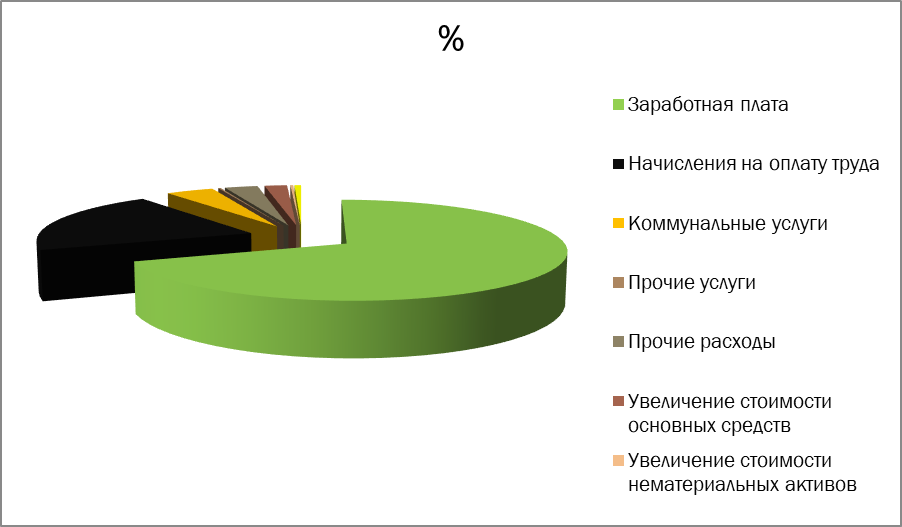 %
Заработная плата
Начисления на оплату труда
Коммунальные услуги
Прочие услуги
Прочие расходы
Увеличение стоимости
основных средств
Увеличение стоимости
нематериальных активов